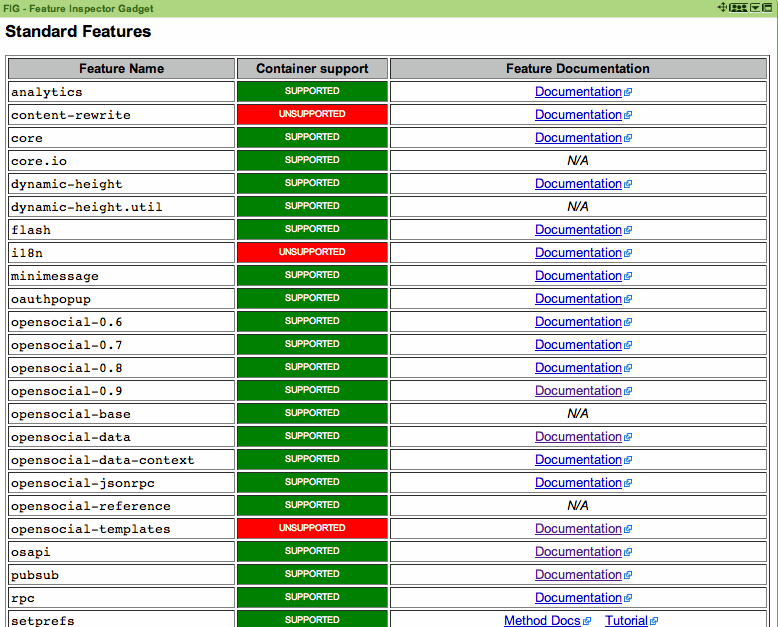 FIG - Feature Inspector Gadget
Standard Features
Feature Name Container support Feature Documentation
analytics SUPPORTED Documentation
content-rewrite UNSUPPORTED Documentation
core SUPPORTED Documentation
core.io SUPPORTED N/A
dynamic-height SUPPORTED Documentation
dynamic-height.util SUPPORTED N/A
flash SUPPORTED Documentation
i18n UNSUPPORTED Documentation
minimessage SUPPORTED Documentation
oauthpopup SUPPORTED Documentation
opensocial-0.6 SUPPORTED Documentation
opensocial-0.7 SUPPORTED Documentation
opensocial-0.8 SUPPORTED Documentation
opensocial-0.9 SUPPORTED Documentation
opensocial-base SUPPORTED N/A
opensocial-data SUPPORTED Documentation
opensocial-data-context SUPPORTED Documentation
opensocial-jsonrpc SUPPORTED Documentation
opensocial-reference SUPPORTED N/A
opensocial-templates UNSUPPORTED Documentation
osapi SUPPORTED Documentation
pubsub SUPPORTED Documentation
rpc SUPPORTED Documentation
setprefs SUPPORTED Method Docs Tutorial